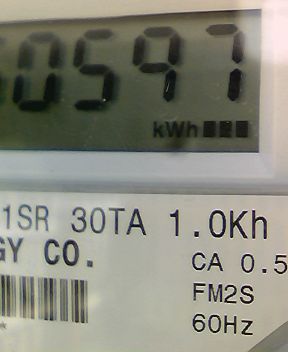 0597
kWh
1SR 30TA 1.0Kh
GY CO.
CA 0.5
FM2S
60Hz